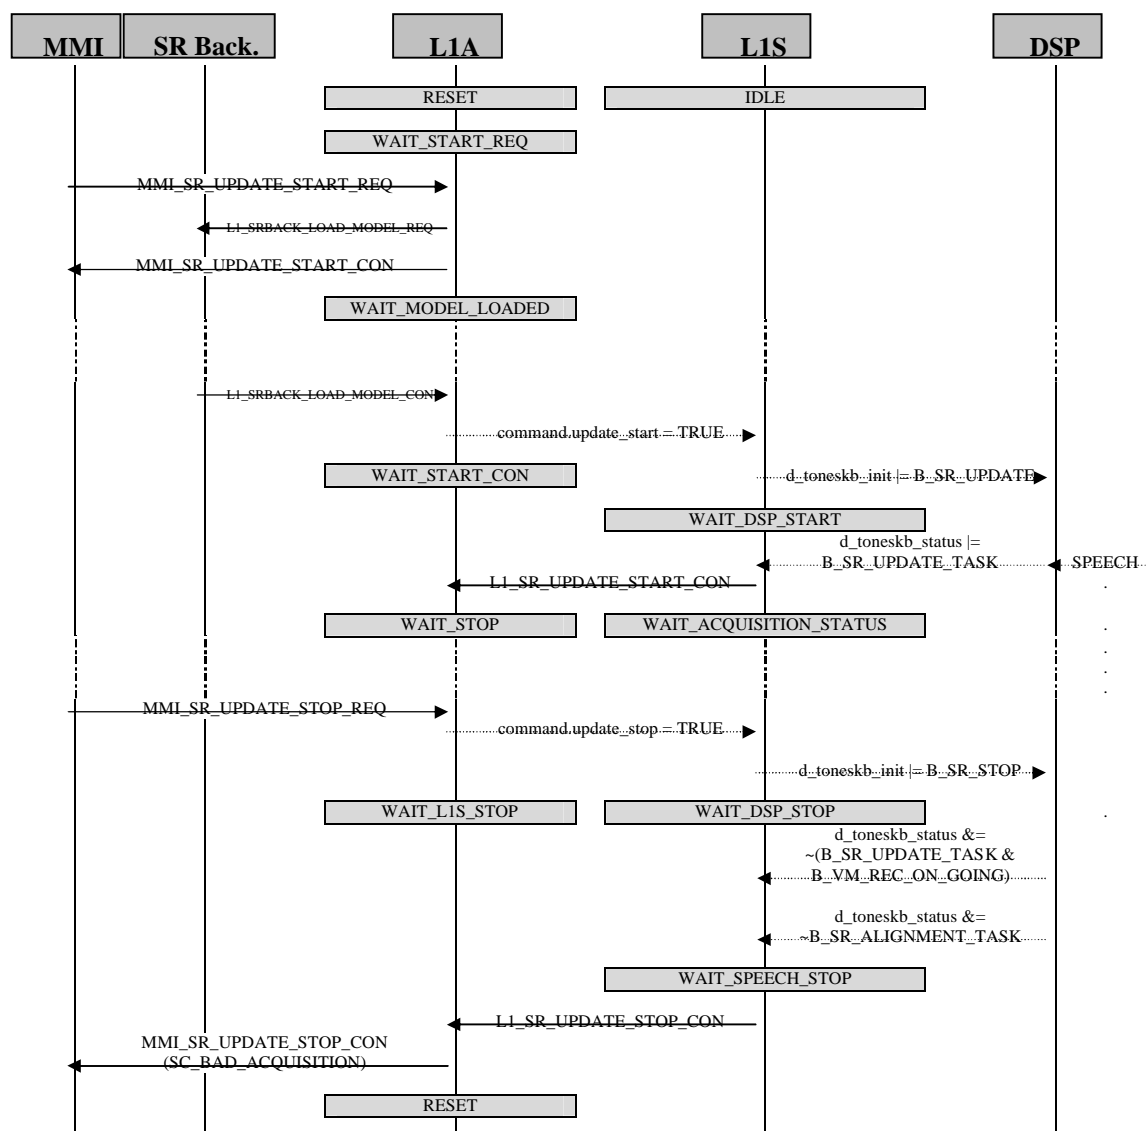 MMI SR Back. L1A L1S DSP
RESET IDLE
WAIT_START_REQ
MMI_SR_UPDATE_START_REQ
L1_SRBACK_LOAD_MODEL_REQ
MMI_SR_UPDATE_START_CON
WAIT_MODEL_LOADED
L1_SRBACK_LOAD_MODEL_CON
command.update_start = TRUE
WAIT_START_CON d_toneskb_init |= B_SR_UPDATE
WAIT_DSP_START
d_toneskb_status |=
B_SR_UPDATE_TASK SPEECH
L1_SR_UPDATE_START_CON .
WAIT_STOP WAIT_ACQUISITION_STATUS .
.
.
.
MMI_SR_UPDATE_STOP_REQ
command.update_stop = TRUE
d_toneskb_init |= B_SR_STOP
WAIT_L1S_STOP WAIT_DSP_STOP .
d_toneskb_status &=
~(B_SR_UPDATE_TASK &
B_VM_REC_ON_GOING)
d_toneskb_status &=
~B_SR_ALIGNMENT_TASK
WAIT_SPEECH_STOP
L1_SR_UPDATE_STOP_CON
MMI_SR_UPDATE_STOP_CON
(SC_BAD_ACQUISITION)
RESET